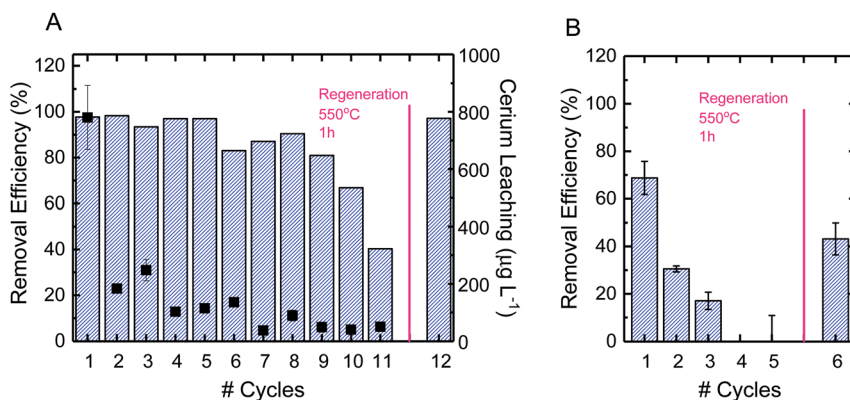 A
Removal Efficiency (%)
120
100
80
60
40
20
0
Regeneration
550°C
1h
1000
800
600
400
200
0
Cerium Leaching (µg L⁻¹)
1 2 3 4 5 6 7 8 9 10 11 12
# Cycles
B
Removal Efficiency (%)
120
100
80
60
40
20
0
Regeneration
550°C
1h
1 2 3 4 5 6
# Cycles